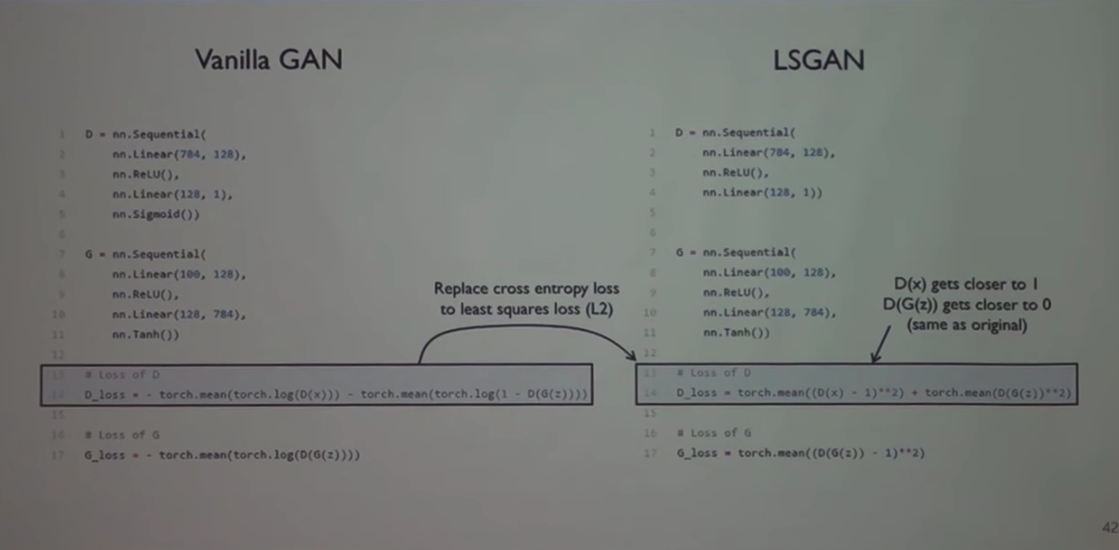 Vanilla GAN
1 D = nn.Sequential(
2 nn.Linear(784, 128),
3 nn.ReLU(),
4 nn.Linear(128, 1),
5 nn.Sigmoid())
6
7 G = nn.Sequential(
8 nn.Linear(100, 128),
9 nn.ReLU(),
10 nn.Linear(128, 784),
11 nn.Tanh())
12
13 # Loss of D
14 D_loss = - torch.mean(torch.log(D(x))) - torch.mean(torch.log(1 - D(G(z))))
15
16 # Loss of G
17 G_loss = - torch.mean(torch.log(D(G(z))))
Replace cross entropy loss
to least squares loss (L2)
LSGAN
1 D = nn.Sequential(
2 nn.Linear(784, 128),
3 nn.ReLU(),
4 nn.Linear(128, 1))
5
6
7 G = nn.Sequential(
8 nn.Linear(100, 128),
9 nn.ReLU(),
10 nn.Linear(128, 784),
11 nn.Tanh())
12
13 # Loss of D
14 D_loss = torch.mean((D(x) - 1)**2) + torch.mean(D(G(z))**2)
15
16 # Loss of G
17 G_loss = torch.mean((D(G(z)) - 1)**2)
D(x) gets closer to 1
D(G(z)) gets closer to 0
(same as original)
42